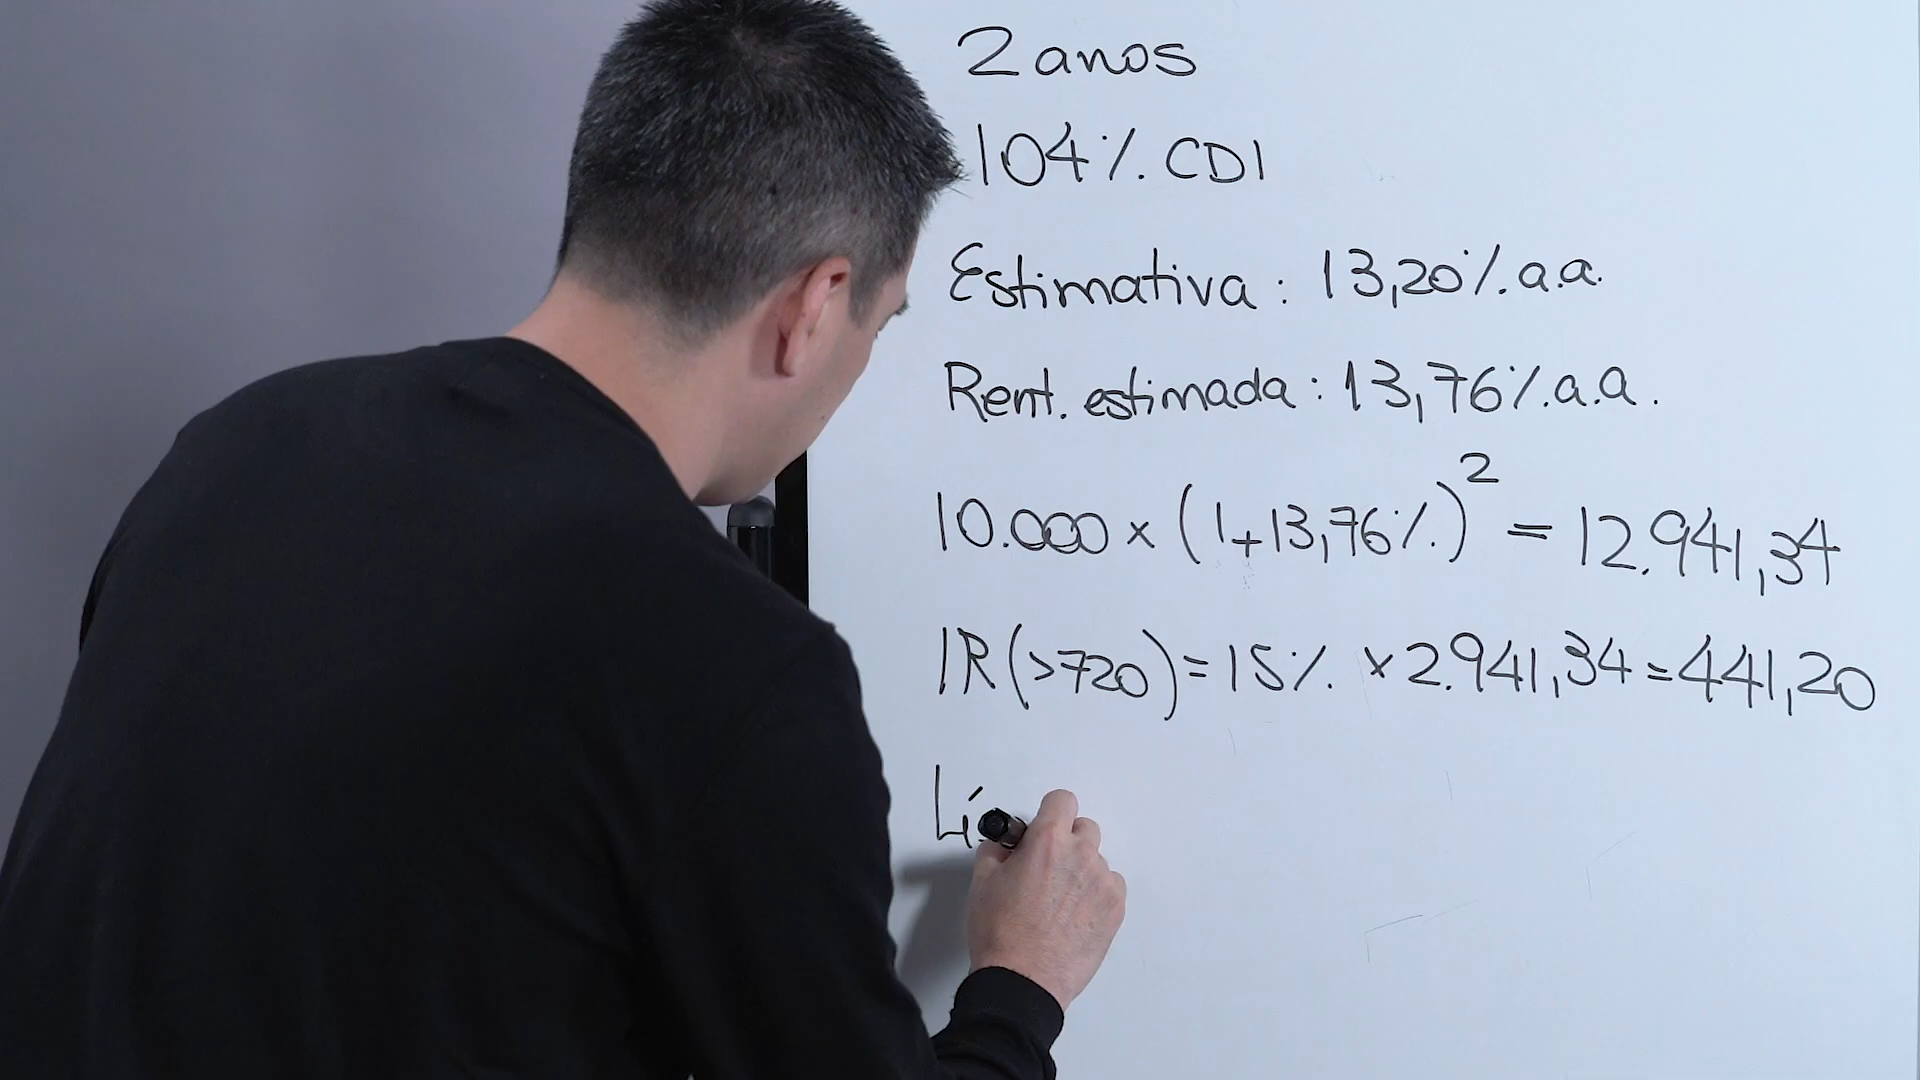 2 anos
104% CDI
Estimativa: 13,20% a.a.
Rent. estimada: 13,76% a.a.
10.000 x (1+13,76%)² = 12.941,34
IR (>720) = 15% x 2.941,34 = 441,20
Lí